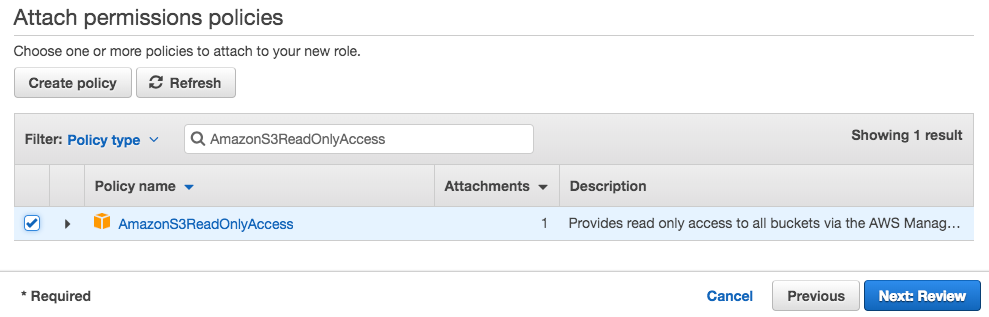 Attach permissions policies
Choose one or more policies to attach to your new role.
Create policy Refresh
Filter: Policy type AmazonS3ReadOnlyAccess Showing 1 result
Policy name Attachments Description
AmazonS3ReadOnlyAccess 1 Provides read only access to all buckets via the AWS Manag…
* Required Cancel Previous Next: Review